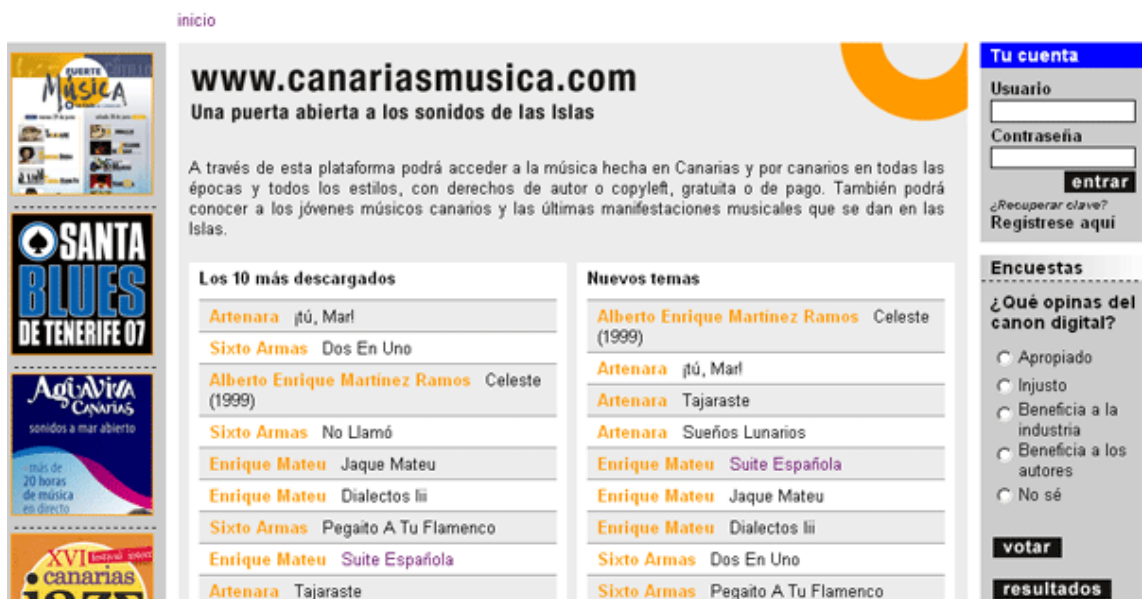 inicio
FUERTE
MúsicA
SANTA
BLUES
DE TENERIFE 07
AguAVivA
CANARIAS
sonidos a mar abierto
más de
20 horas
de música
en directo
XVI festival
canarias
jazz
www.canariasmusica.com
Una puerta abierta a los sonidos de las Islas
A través de esta plataforma podrá acceder a la música hecha en Canarias y por canarios en todas las
épocas y todos los estilos, con derechos de autor o copyleft, gratuita o de pago. También podrá
conocer a los jóvenes músicos canarios y las últimas manifestaciones musicales que se dan en las
Islas.
Los 10 más descargados
Artenara ¡tú, Mar!
Sixto Armas Dos En Uno
Alberto Enrique Martínez Ramos Celeste
(1999)
Sixto Armas No Llamó
Enrique Mateu Jaque Mateu
Enrique Mateu Dialectos Iii
Sixto Armas Pegaito A Tu Flamenco
Enrique Mateu Suite Española
Artenara Tajaraste
Nuevos temas
Alberto Enrique Martínez Ramos Celeste
(1999)
Artenara ¡tú, Mar!
Artenara Tajaraste
Artenara Sueños Lunarios
Enrique Mateu Suite Española
Enrique Mateu Jaque Mateu
Enrique Mateu Dialectos Iii
Sixto Armas Dos En Uno
Sixto Armas Pegaito A Tu Flamenco
Tu cuenta
Usuario
Contraseña
entrar
¿Recuperar clave?
Regístrese aquí
Encuestas
¿Qué opinas del
canon digital?
Apropiado
Injusto
Beneficia a la
industria
Beneficia a los
autores
No sé
votar
resultados